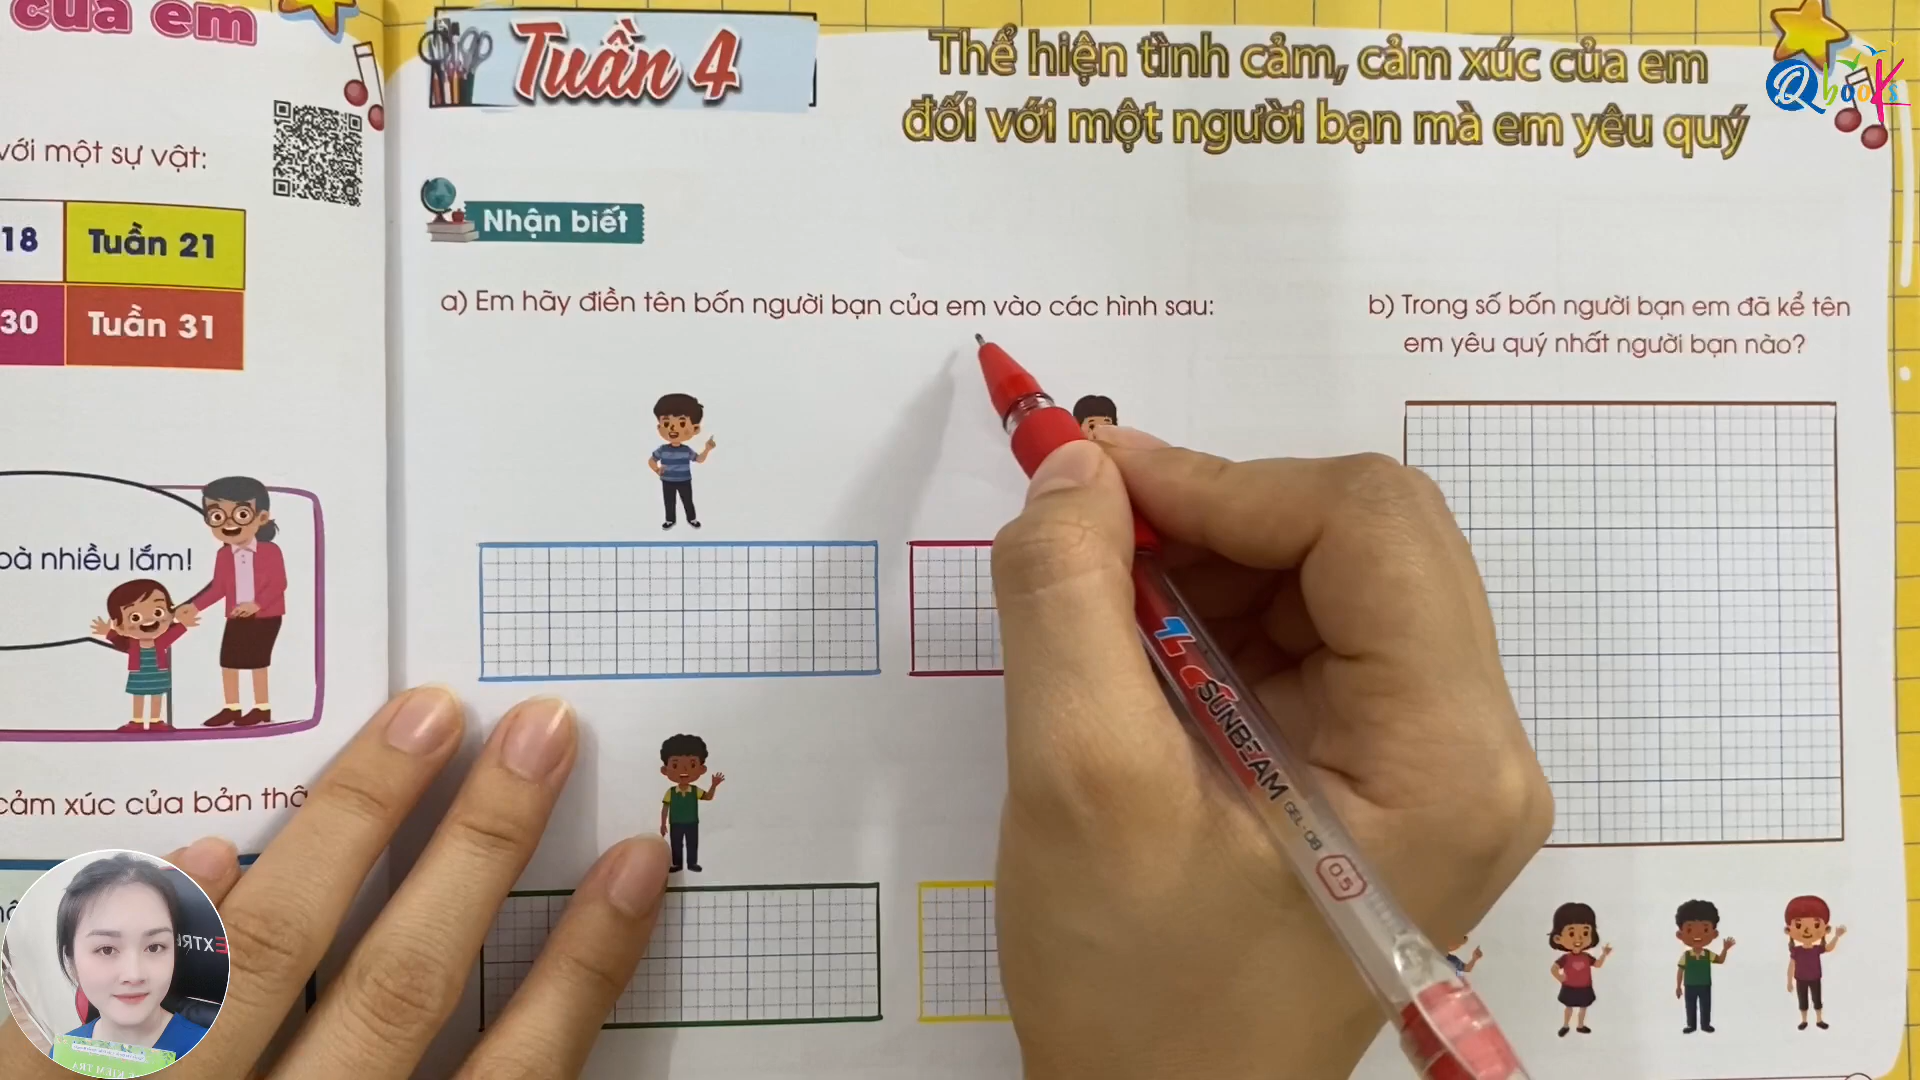 của em
với một sự vật:
18 Tuần 21
30 Tuần 31
bà nhiều lắm!
cảm xúc của bản
Tuần 4
Thể hiện tình cảm, cảm xúc của em
đối với một người bạn mà em yêu quý
Qbooks
Nhận biết
a) Em hãy điền tên bốn người bạn của em vào các hình sau:
b) Trong số bốn người bạn em đã kể tên
em yêu quý nhất người bạn nào?
SUNBEAM
GEL-08
0.5